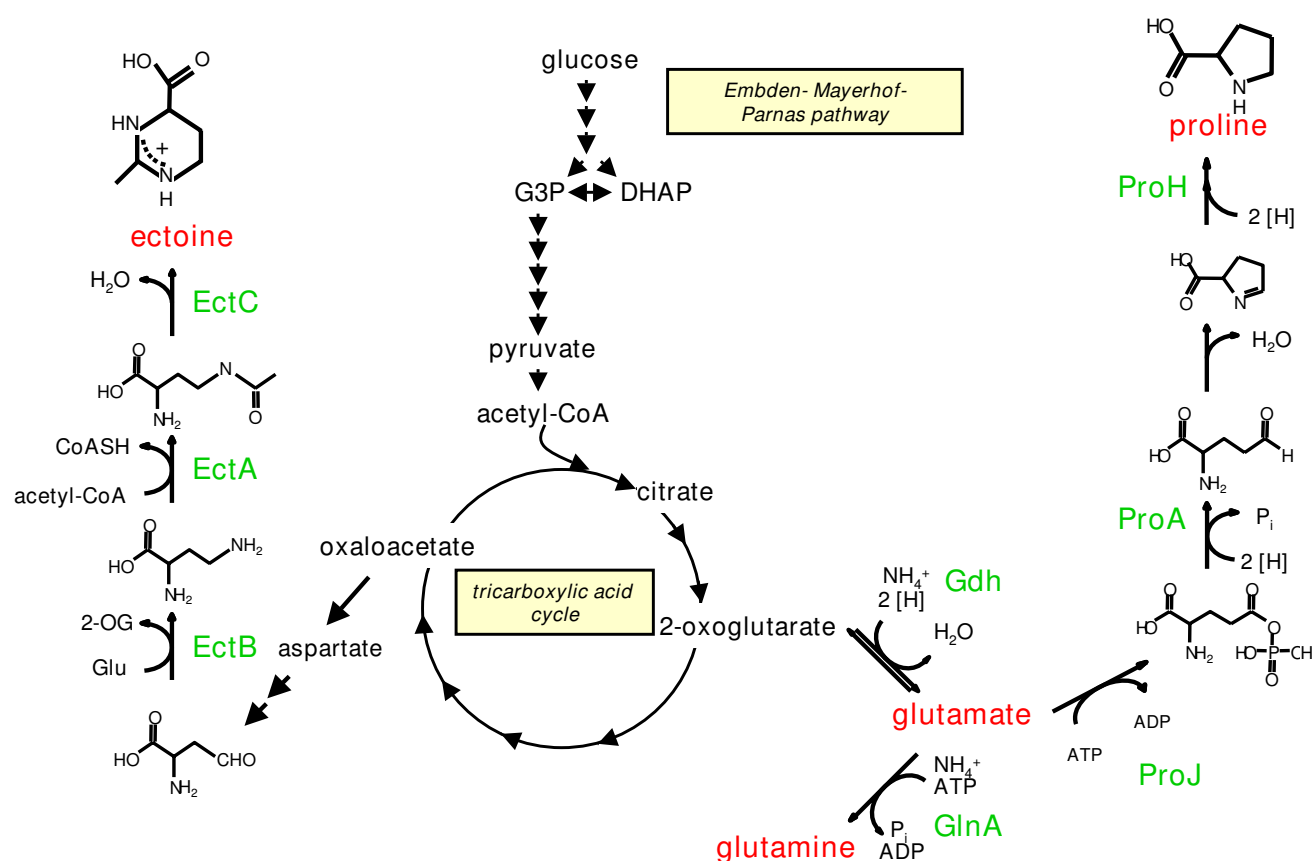 HO
O
HN
+
N
H
ectoine
H₂O
EctC
O
HO
N
NH₂
O
CoASH
EctA
acetyl-CoA
O
HO
NH₂
NH₂
2-OG
EctB
Glu
O
HO
CHO
NH₂
glucose
Embden- Mayerhof-
Parnas pathway
G3P
DHAP
pyruvate
acetyl-CoA
citrate
oxaloacetate
tricarboxylic acid
cycle
aspartate
2-oxoglutarate
NH₄⁺
2 [H]
Gdh
H₂O
glutamate
NH₄⁺
ATP
GlnA
Pᵢ
ADP
glutamine
ATP
ADP
ProJ
O
HO
NH₂
O
O
HO
P
CH
O
ProA
Pᵢ
2 [H]
O
HO
NH₂
O
H
H₂O
HO
O
N
ProH
2 [H]
HO
O
N
H
proline